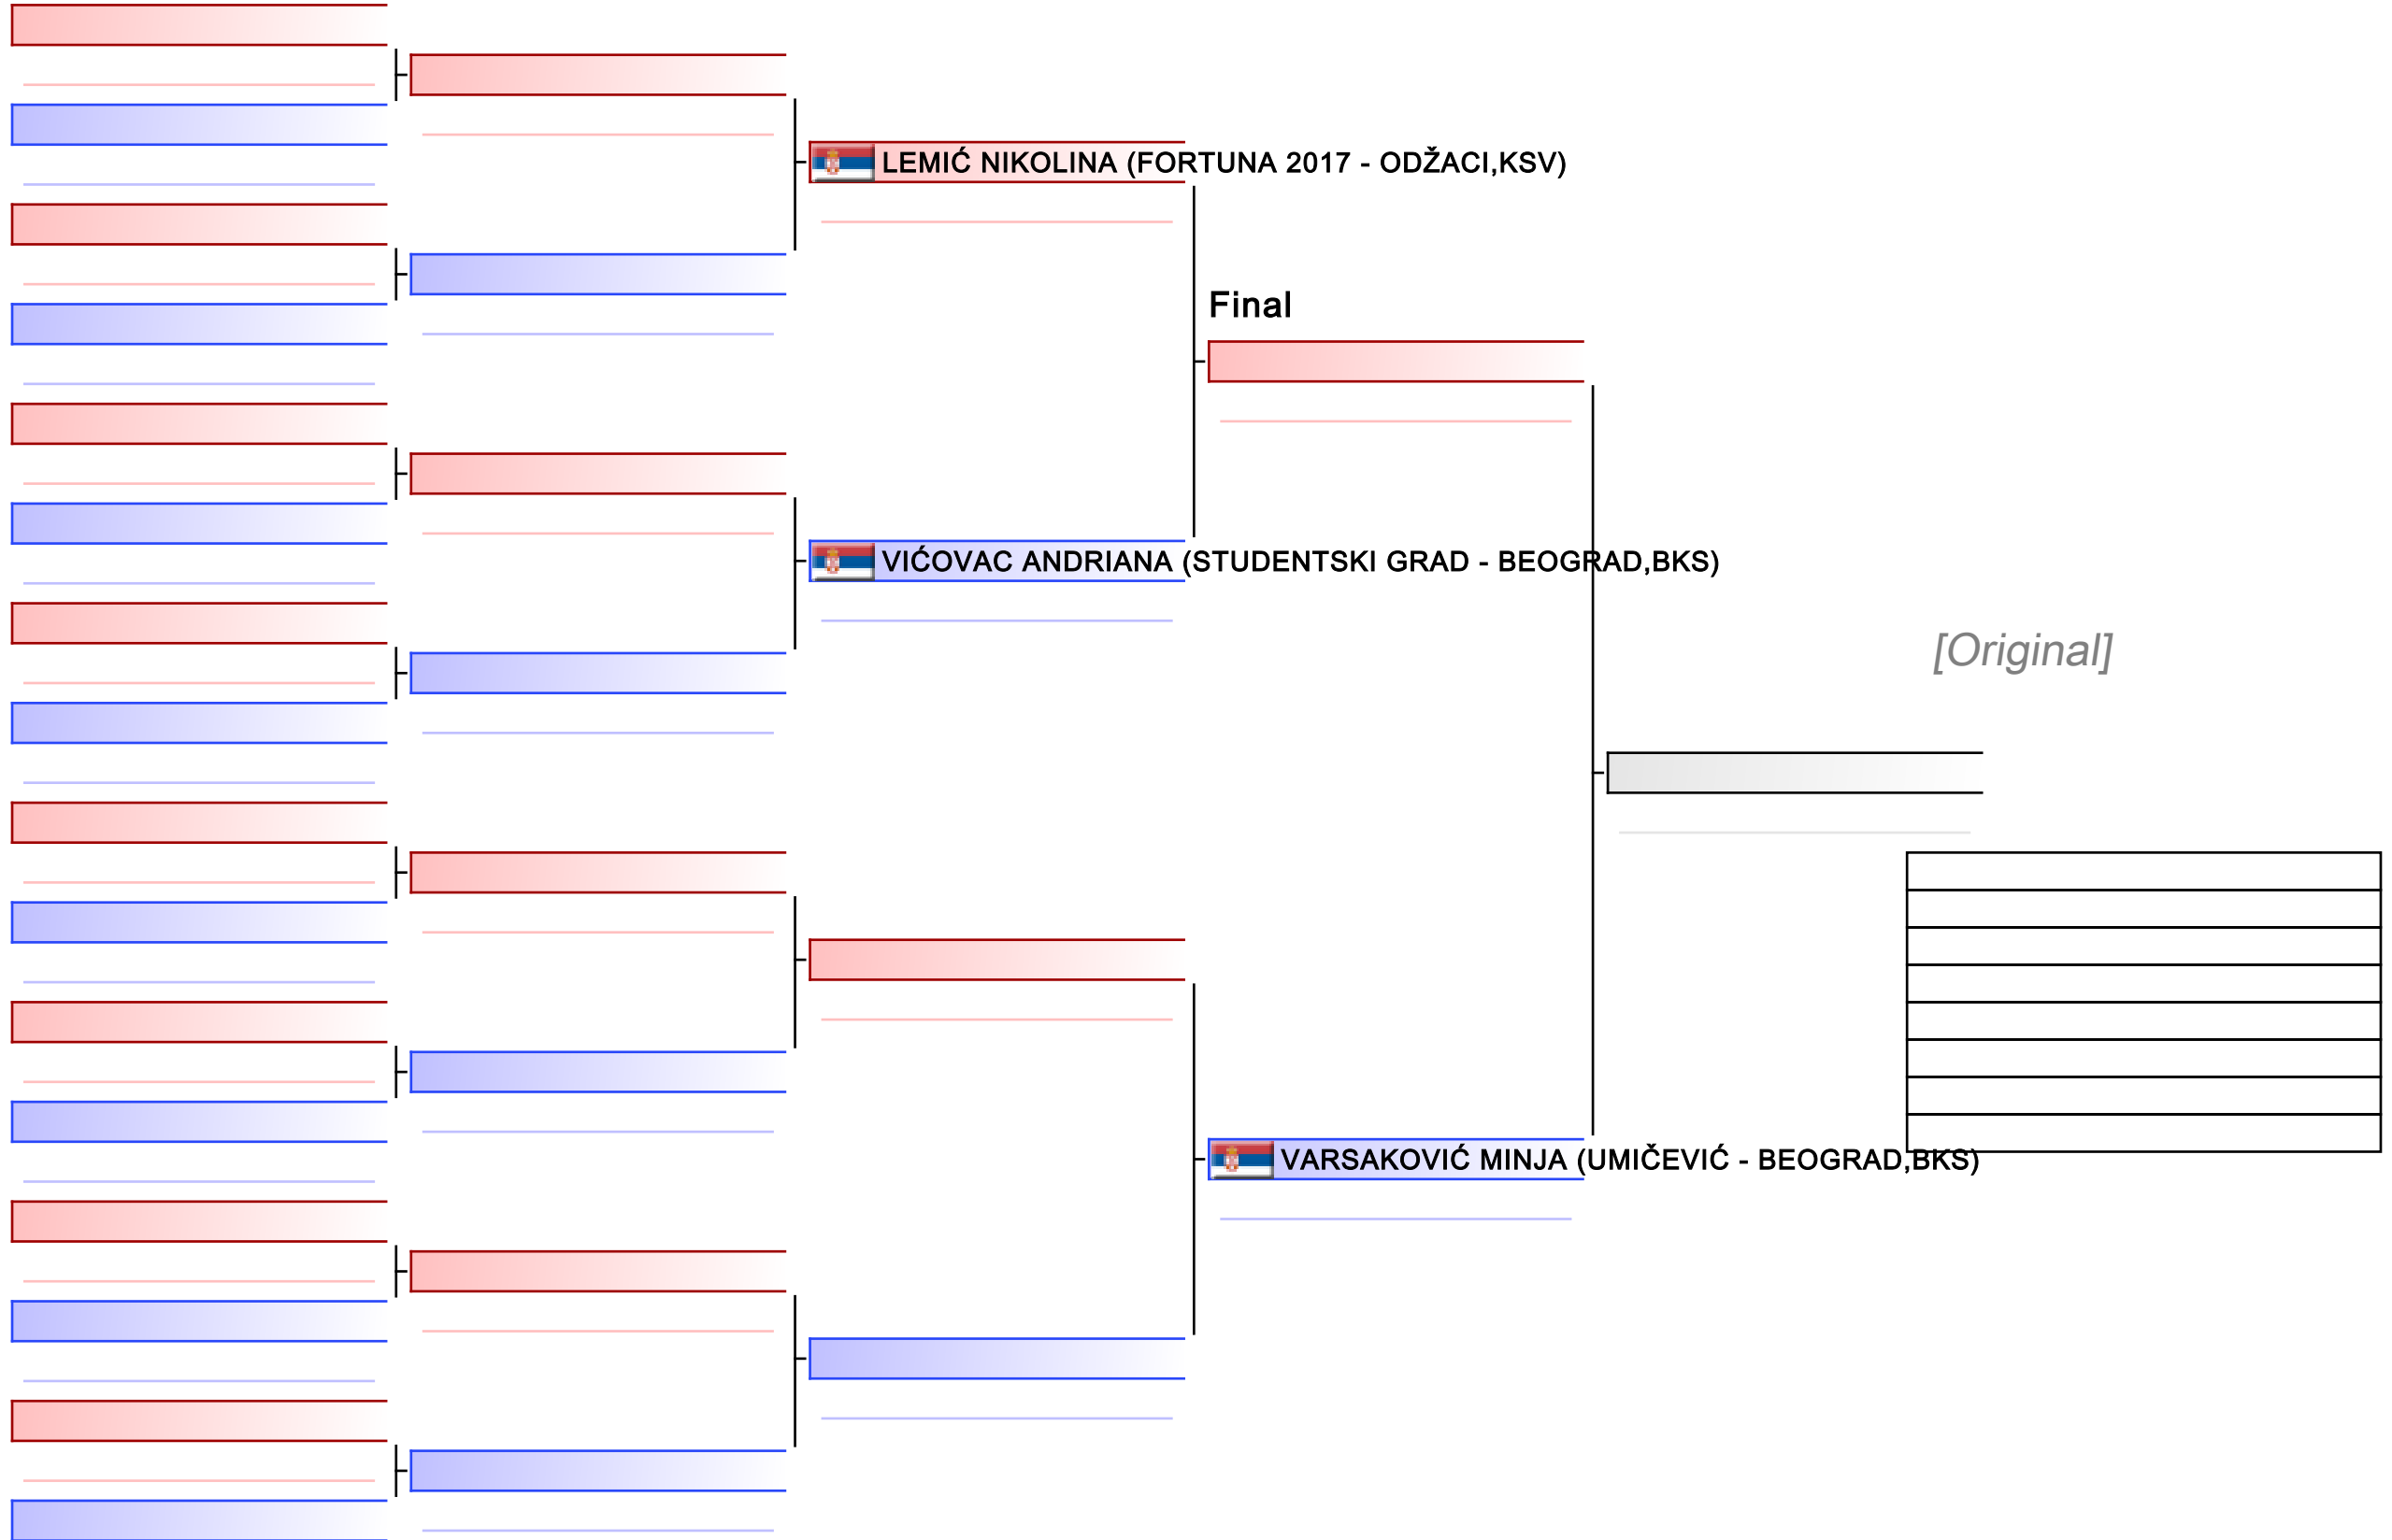 LEMIĆ NIKOLINA (FORTUNA 2017 - ODŽACI,KSV)
Final
VIĆOVAC ANDRIANA (STUDENTSKI GRAD - BEOGRAD,BKS)
[Original]
VARSAKOVIĆ MINJA (UMIČEVIĆ - BEOGRAD,BKS)